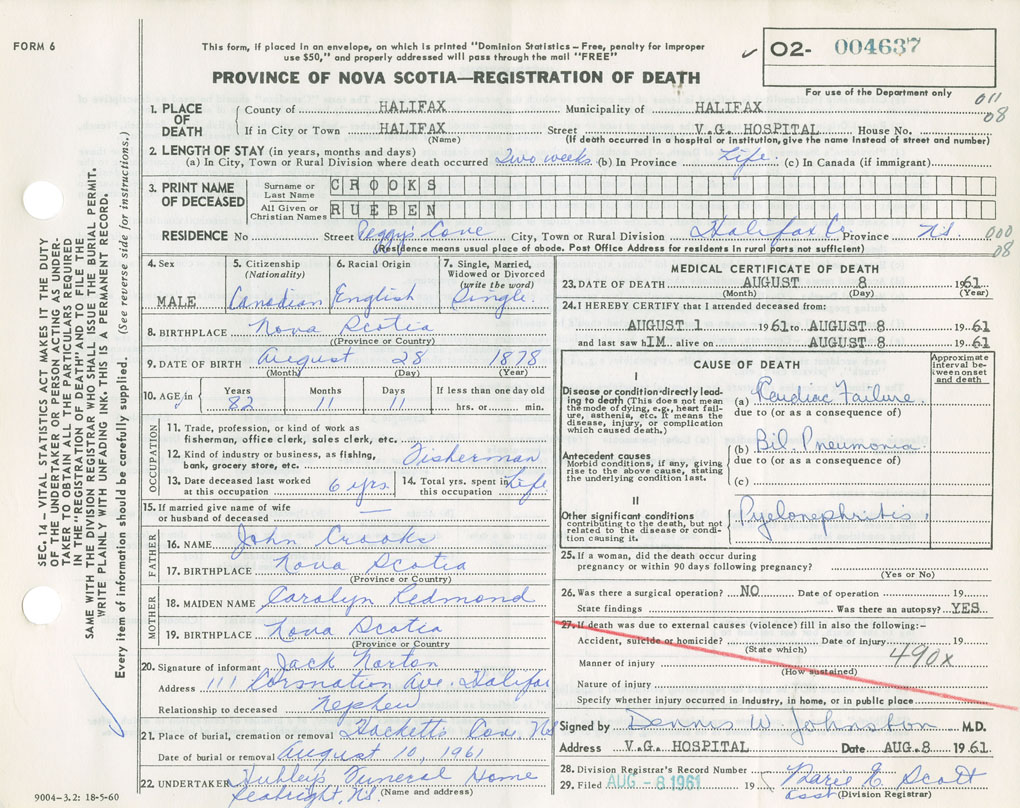 FORM 6
This form, if placed in an envelope, on which is printed "Dominion Statistics – Free, penalty for improper
use $50," and properly addressed will pass through the mail "FREE"
02- 004637
For use of the Department only
PROVINCE OF NOVA SCOTIA—REGISTRATION OF DEATH
011
08
1. PLACE OF DEATH
County of HALIFAX Municipality of HALIFAX
If in City or Town HALIFAX Street V.G. HOSPITAL House No.
(Name) (If death occurred in a hospital or institution, give name instead of street and number)
2. LENGTH OF STAY (in years, months and days)
(a) In City, Town or Rural Division where death occurred Two weeks (b) In Province Life (c) In Canada (if immigrant)
3. PRINT NAME OF DECEASED
Surname or Last Name CROOKS
All Given or Christian Names RUEBEN
RESIDENCE No Street Peggy's Cove City, Town or Rural Division Halifax Co. Province N.S. 000
08
(Residence means usual place of abode. Post Office Address for residents in rural ports not sufficient)
4. Sex MALE
5. Citizenship (Nationality) Canadian
6. Racial Origin English
7. Single, Married, Widowed or Divorced (write the word) Single.
8. BIRTHPLACE Nova Scotia
(Province or Country)
9. DATE OF BIRTH August 28 1878
(Month) (Day) (Year)
10. AGE in Years 82 Months 11 Days 11 If less than one day old hrs. or min.
OCCUPATION
11. Trade, profession, or kind of work as
fisherman, office clerk, sales clerk, etc.
12. Kind of industry or business, as fishing,
bank, grocery store, etc. Fisherman
13. Date deceased last worked
at this occupation 6 yrs
14. Total yrs. spent in
this occupation Life
15. If married give name of wife
or husband of deceased —
FATHER
16. NAME John Crooks
17. BIRTHPLACE Nova Scotia
(Province or Country)
MOTHER
18. MAIDEN NAME Carolyn Redmond
19. BIRTHPLACE Nova Scotia
(Province or Country)
20. Signature of informant Jack Norton
Address 111 Coronation Ave. Halifax
Relationship to deceased Nephew
21. Place of burial, cremation or removal Hacketts Cove NS
Date of burial or removal August 10, 1961
22. UNDERTAKER Hubley's Funeral Home
Seabright, N.S. (Name and address)
9004-3.2: 18-5-60
MEDICAL CERTIFICATE OF DEATH
23. DATE OF DEATH AUGUST 8 1961
(Month) (Day) (Year)
24. I HEREBY CERTIFY that I attended deceased from:
AUGUST 1 1961 to AUGUST 8 1961
and last saw hIM alive on AUGUST 8 1961
CAUSE OF DEATH
Approximate interval between onset and death
I
Disease or condition directly leading to death (This does not mean the mode of dying, e.g., heart failure, asthenia, etc. It means the disease, injury, or complication which caused death.)
(a) Cardiac Failure
due to (or as a consequence of)
Antecedent causes
Morbid conditions, if any, giving rise to the above cause, stating the underlying condition last.
(b) Bil Pneumonia
due to (or as a consequence of)
(c)
II
Other significant conditions
contributing to the death, but not related to the disease or condition causing it.
Pyelonephritis.
25. If a woman, did the death occur during
pregnancy or within 90 days following pregnancy?
(Yes or No)
26. Was there a surgical operation? NO Date of operation 19
State findings Was there an autopsy? YES
27. If death was due to external causes (violence) fill in also the following:-
Accident, suicide or homicide? Date of injury 19
(State which)
490x
Manner of injury
(How sustained)
Nature of injury
Specify whether injury occurred in industry, in home, or in public place
Signed by Dennis W. Johnston M.D.
Address V.G. HOSPITAL Date AUG. 8 1961
28. Division Registrar's Record Number
29. Filed AUG - 8 1961 19
Marie E Scott
asst (Division Registrar)
SEC. 14 – VITAL STATISTICS ACT MAKES IT THE DUTY
OF THE UNDERTAKER OR PERSON ACTING AS UNDER-
TAKER TO OBTAIN ALL THE PARTICULARS REQUIRED
IN THE "REGISTRATION OF DEATH" AND TO FILE THE
SAME WITH THE DIVISION REGISTRAR WHO SHALL ISSUE THE BURIAL PERMIT.
WRITE PLAINLY WITH UNFADING INK. THIS IS A PERMANENT RECORD.
Every item of information should be carefully supplied. (See reverse side for instructions.)